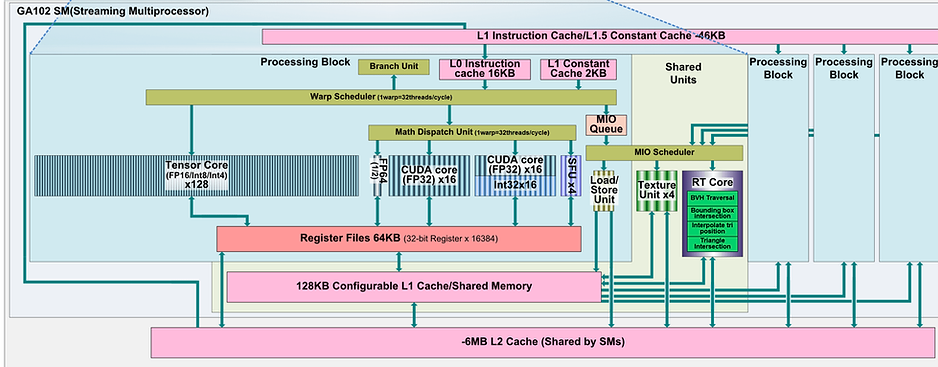 GA102 SM(Streaming Multiprocessor)
L1 Instruction Cache/L1.5 Constant Cache -46KB
Processing Block
Branch Unit
L0 Instruction
cache 16KB
L1 Constant
Cache 2KB
Shared
Units
Processing
Block
Processing
Block
Processing
Block
Warp Scheduler (1warp=32threads/cycle)
MIO
Queue
Math Dispatch Unit (1warp=32threads/cycle)
MIO Scheduler
Tensor Core
(FP16/Int8/Int4)
x128
FP64
(1/2)
CUDA core
(FP32) x16
CUDA core
(FP32) x16
Int32x16
SFU x4
Load/
Store
Unit
Texture
Unit x4
RT Core
BVH Traversal
Bounding box
Intersection
Interpolate tri
position
Triangle
Intersection
Register Files 64KB (32-bit Register x 16384)
128KB Configurable L1 Cache/Shared Memory
-6MB L2 Cache (Shared by SMs)